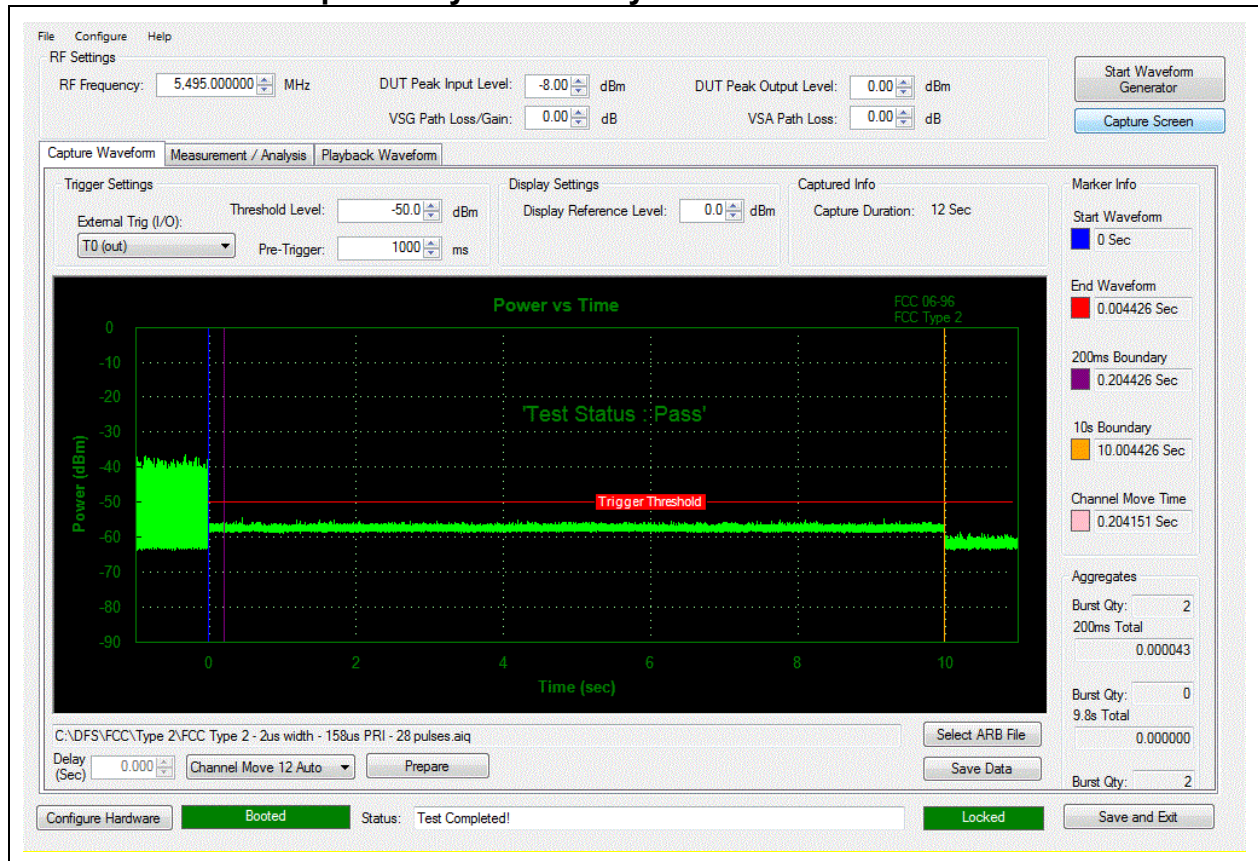 File Configure Help
RF Settings
RF Frequency: 5,495.000000 MHz
DUT Peak Input Level: -8.00 dBm
DUT Peak Output Level: 0.00 dBm
VSG Path Loss/Gain: 0.00 dB
VSA Path Loss: 0.00 dB
Start Waveform
Generator
Capture Screen
Capture Waveform Measurement / Analysis Playback Waveform
Trigger Settings
External Trig (I/O):
T0 (out)
Threshold Level: -50.0 dBm
Pre-Trigger: 1000 ms
Display Settings
Display Reference Level: 0.0 dBm
Captured Info
Capture Duration: 12 Sec
Marker Info
Start Waveform
0 Sec
End Waveform
0.004426 Sec
200ms Boundary
0.204426 Sec
10s Boundary
10.004426 Sec
Channel Move Time
0.204151 Sec
Aggregates
Burst Qty: 2
200ms Total
0.000043
Burst Qty: 0
9.8s Total
0.000000
Burst Qty: 2
Power vs Time
FCC 06-96
FCC Type 2
'Test Status : Pass'
Trigger Threshold
Power (dBm)
0
-10
-20
-30
-40
-50
-60
-70
-80
-90
0 2 4 6 8 10
Time (sec)
C:\DFS\FCC\Type 2\FCC Type 2 - 2us width - 158us PRI - 28 pulses.aiq
Select ARB File
Delay
(Sec)
0.000
Channel Move 12 Auto
Prepare
Save Data
Configure Hardware
Booted
Status: Test Completed!
Locked
Save and Exit